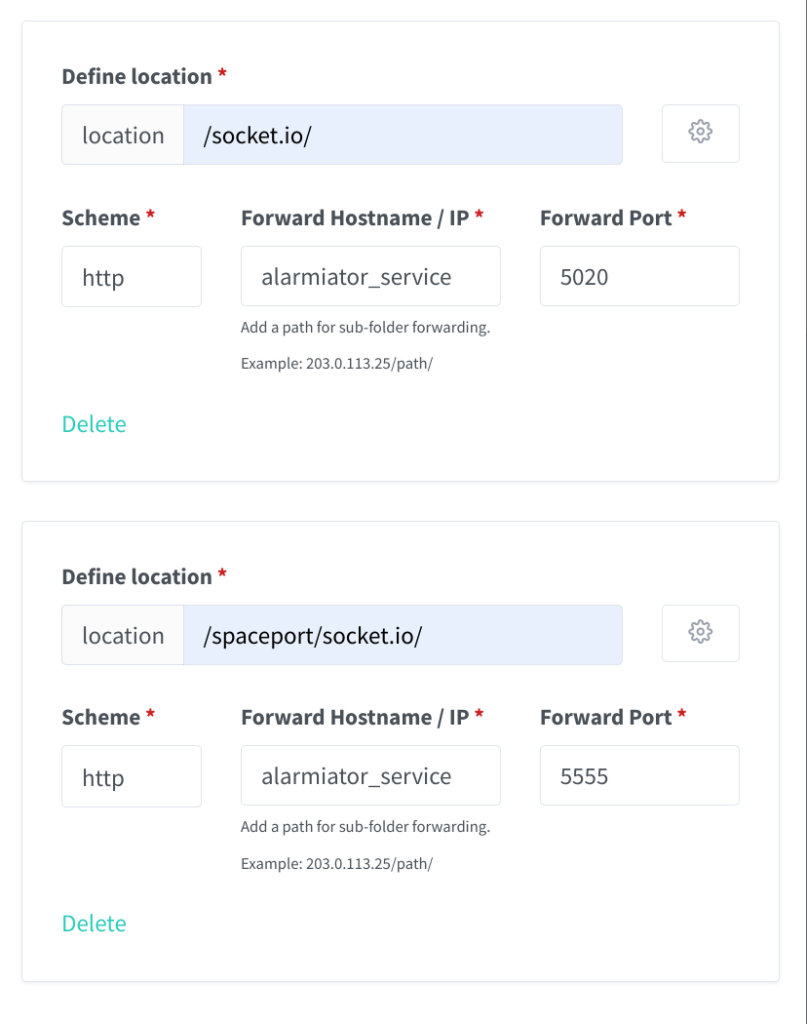 Define location *
location /socket.io/
Scheme * Forward Hostname / IP * Forward Port *
http alarmiator_service 5020
Add a path for sub-folder forwarding.
Example: 203.0.113.25/path/
Delete
Define location *
location /spaceport/socket.io/
Scheme * Forward Hostname / IP * Forward Port *
http alarmiator_service 5555
Add a path for sub-folder forwarding.
Example: 203.0.113.25/path/
Delete